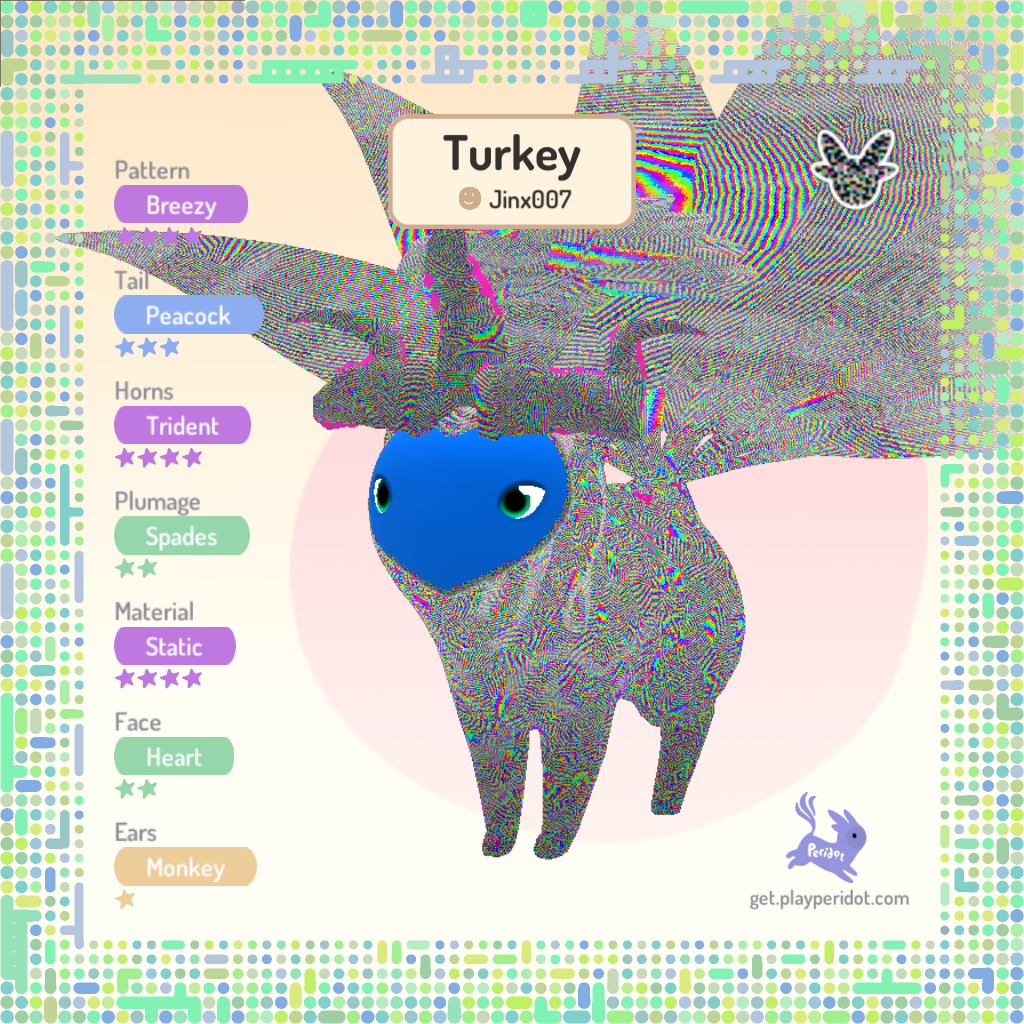 Turkey
Jinx007
Pattern
Breezy
Tail
Peacock
Horns
Trident
Plumage
Spades
Material
Static
Face
Heart
Ears
Monkey
Peridot
get.playperidot.com